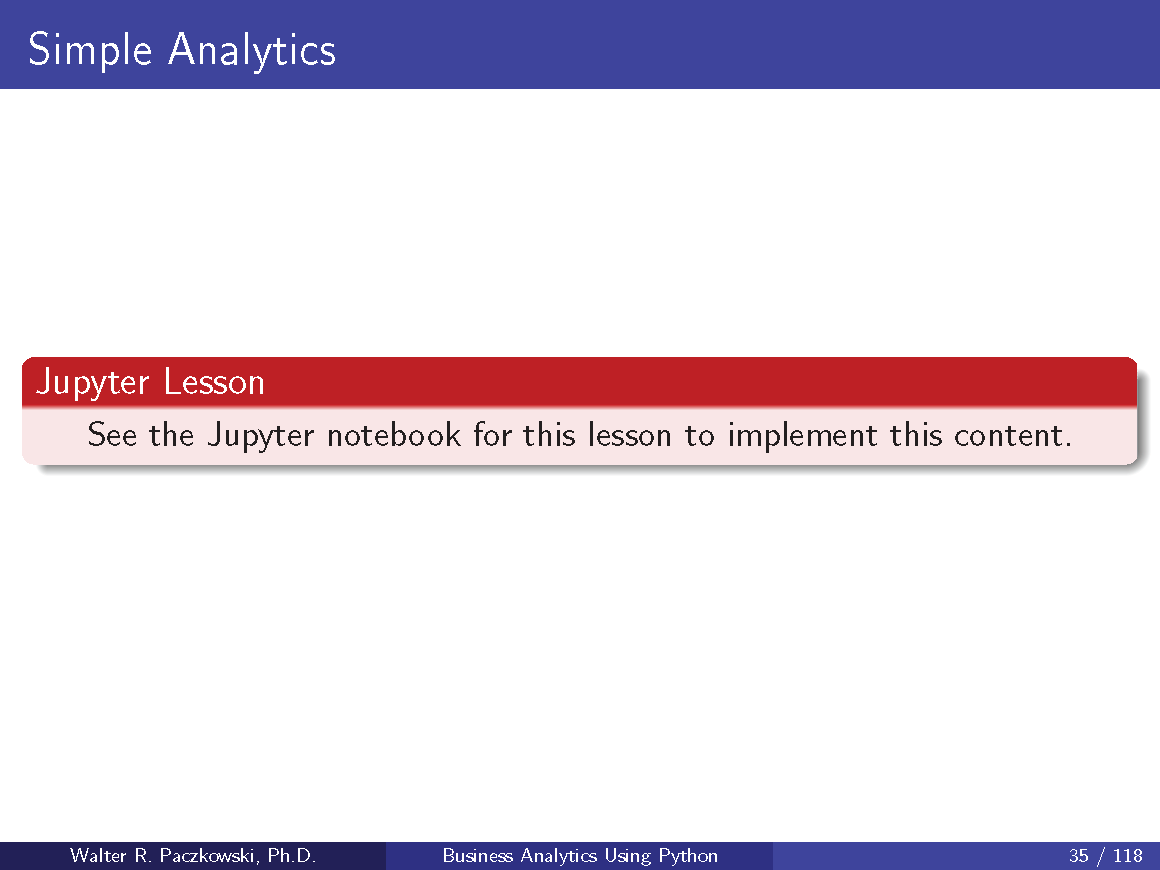 Simple Analytics
Jupyter Lesson
See the Jupyter notebook for this lesson to implement this content.
Walter R. Paczkowski, Ph.D.
Business Analytics Using Python
35 / 118